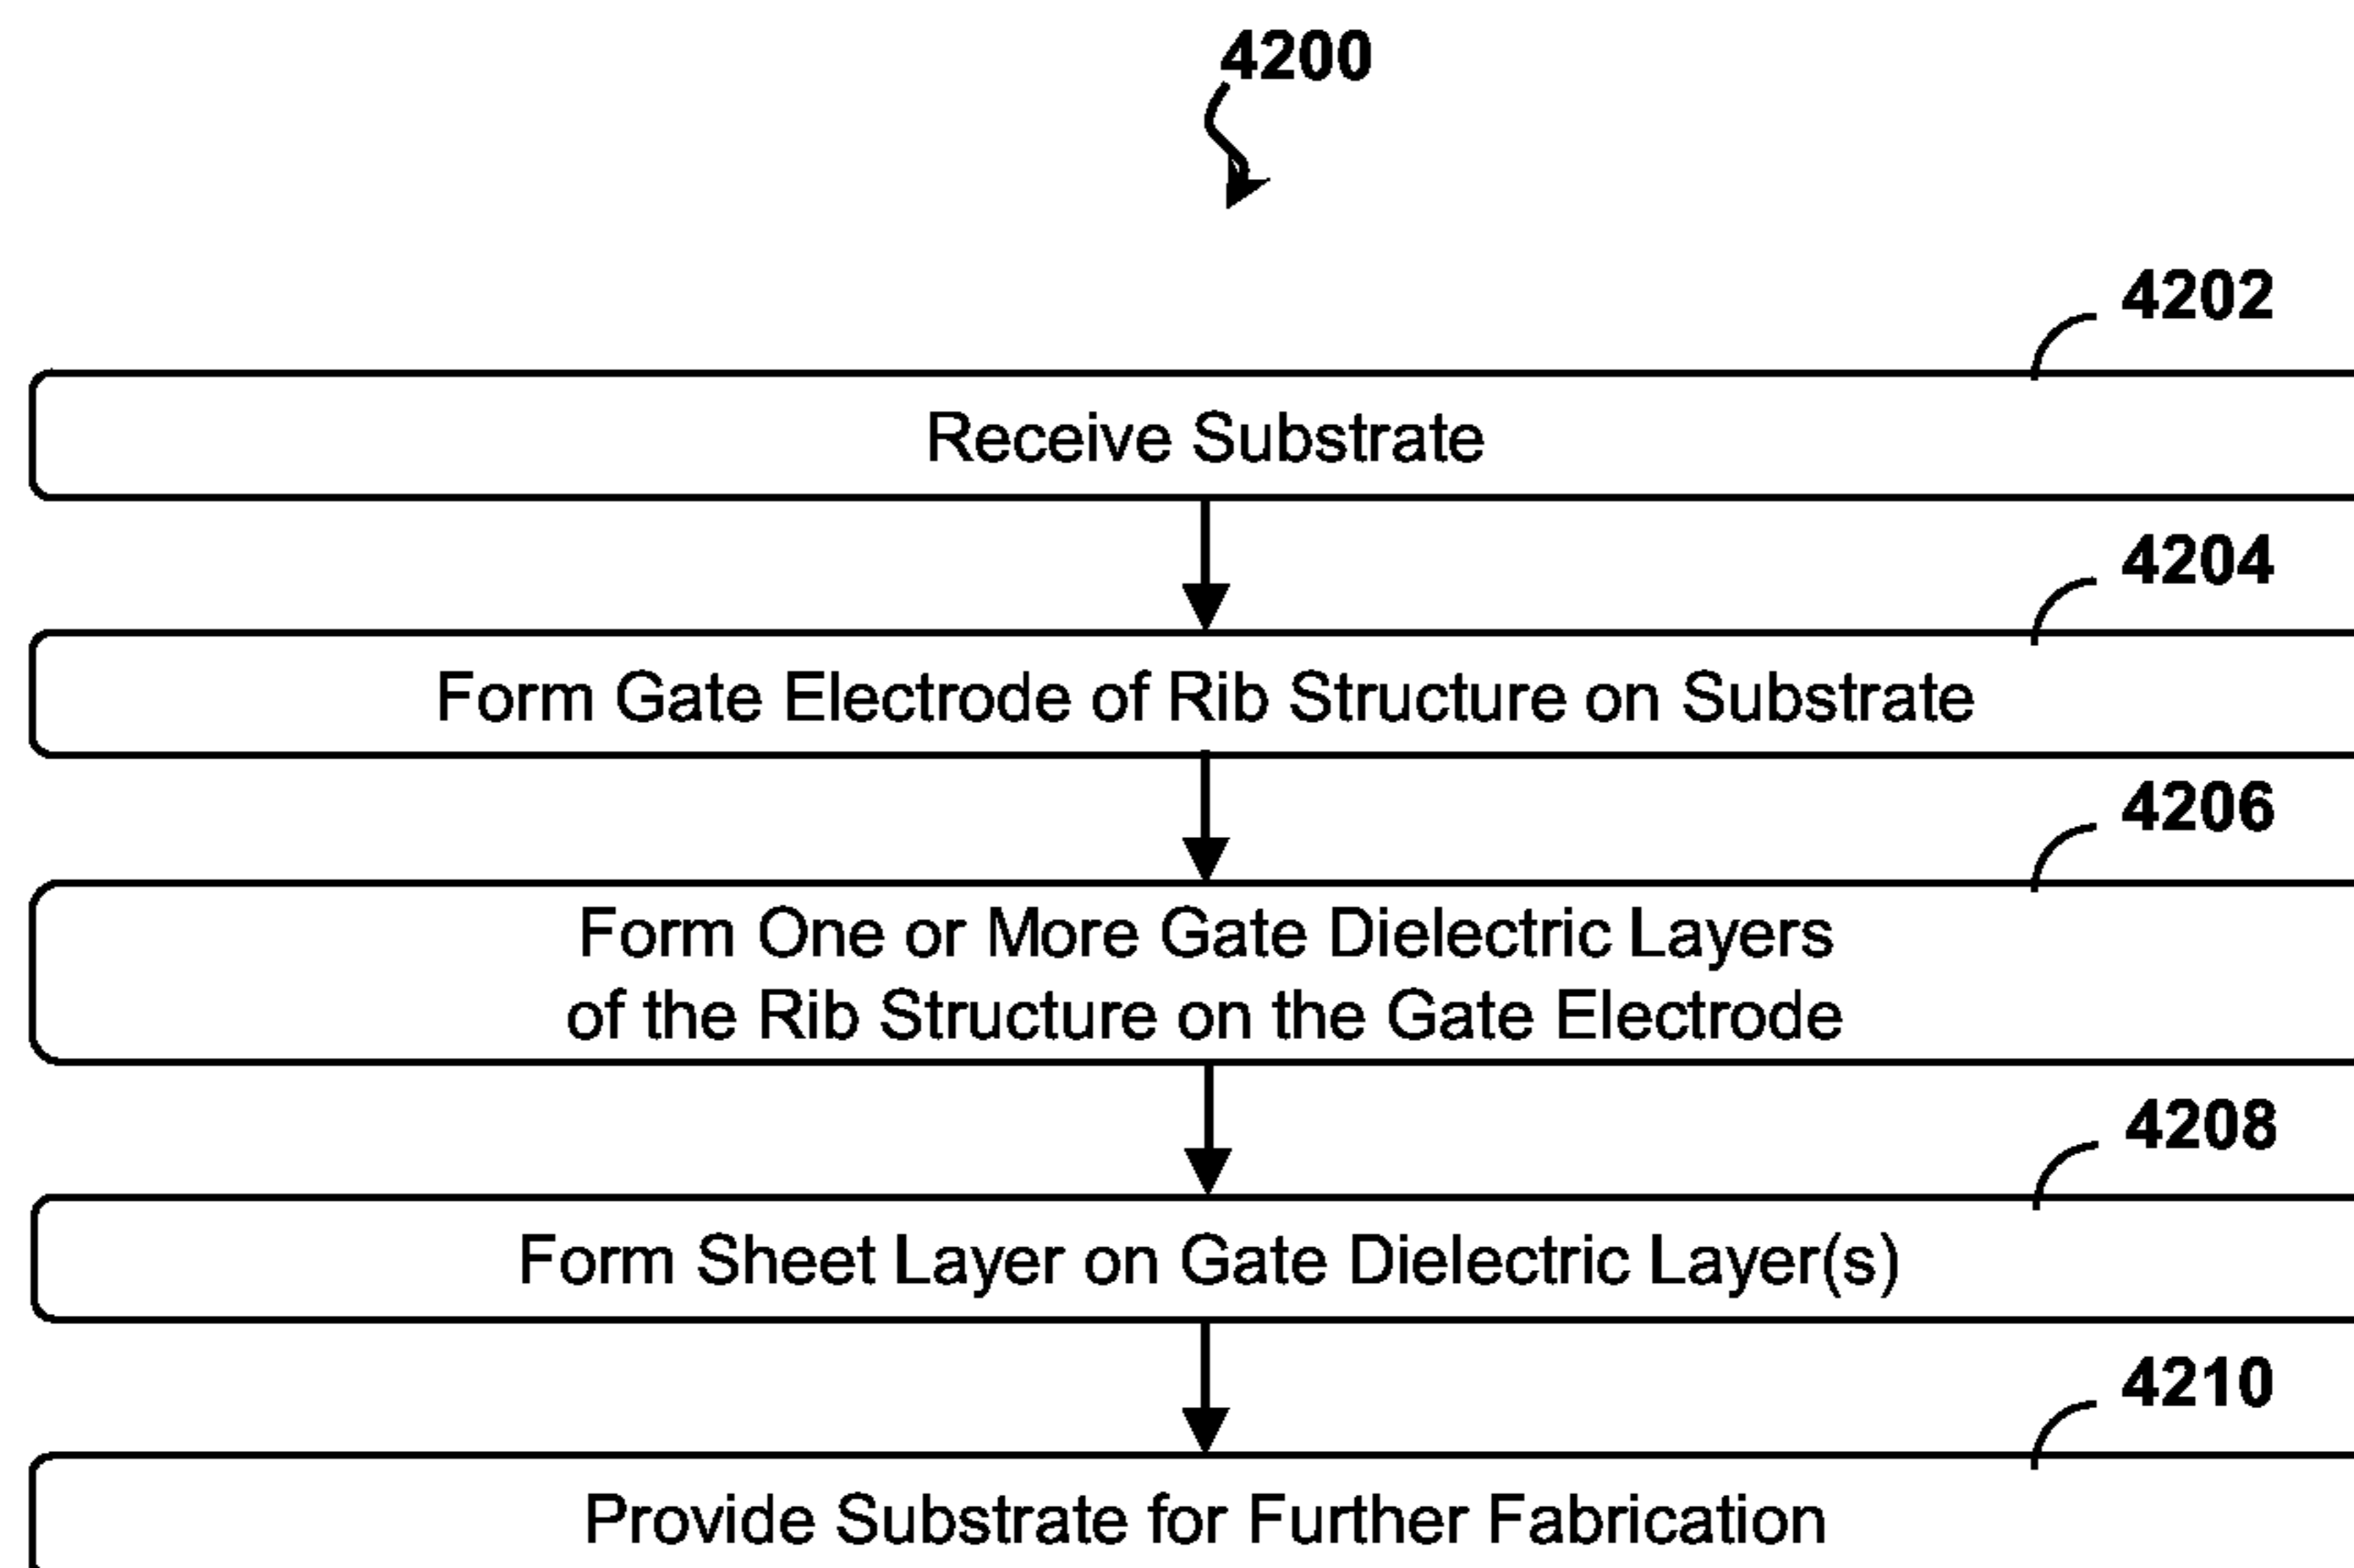 4200
4202
Receive Substrate
4204
Form Gate Electrode of Rib Structure on Substrate
4206
Form One or More Gate Dielectric Layers
of the Rib Structure on the Gate Electrode
4208
Form Sheet Layer on Gate Dielectric Layer(s)
4210
Provide Substrate for Further Fabrication